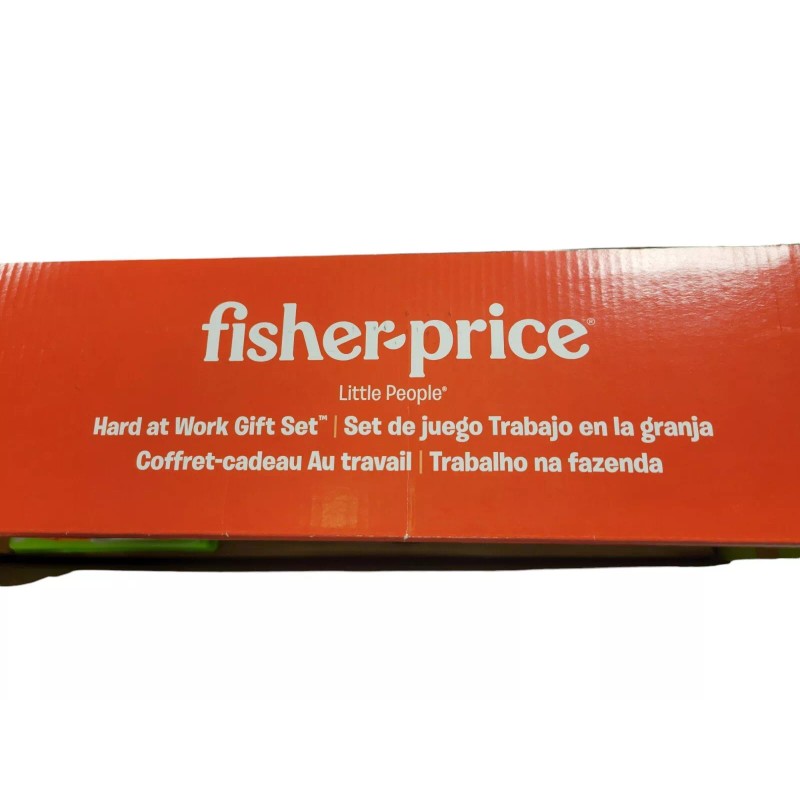 fisher-price®
Little People®
Hard at Work Gift Set™ | Set de juego Trabajo en la granja
Coffret-cadeau Au travail | Trabalho na fazenda